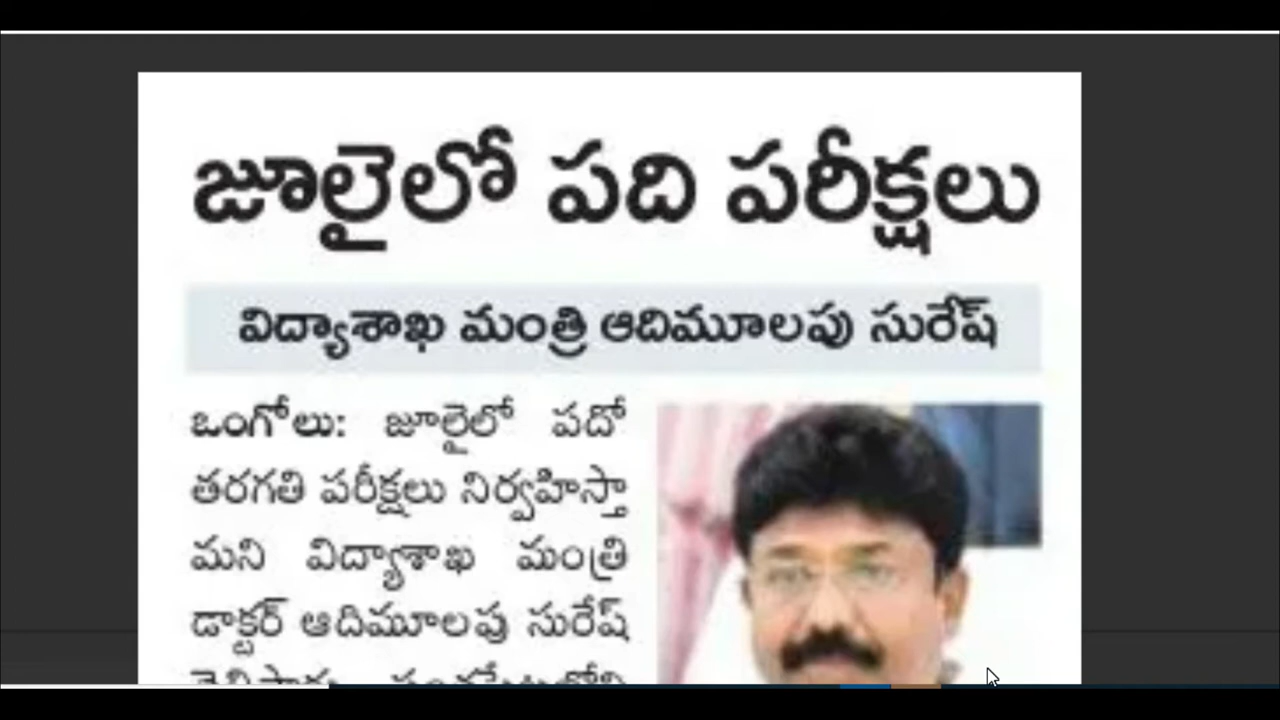 జూలైలో పది పరీక్షలు
విద్యాశాఖ మంత్రి ఆదిమూలపు సురేష్
ఒంగోలు: జూలైలో పదో
తరగతి పరీక్షలు నిర్వహిస్తా
మని విద్యాశాఖ మంత్రి
డాక్టర్ ఆదిమూలపు సురేష్